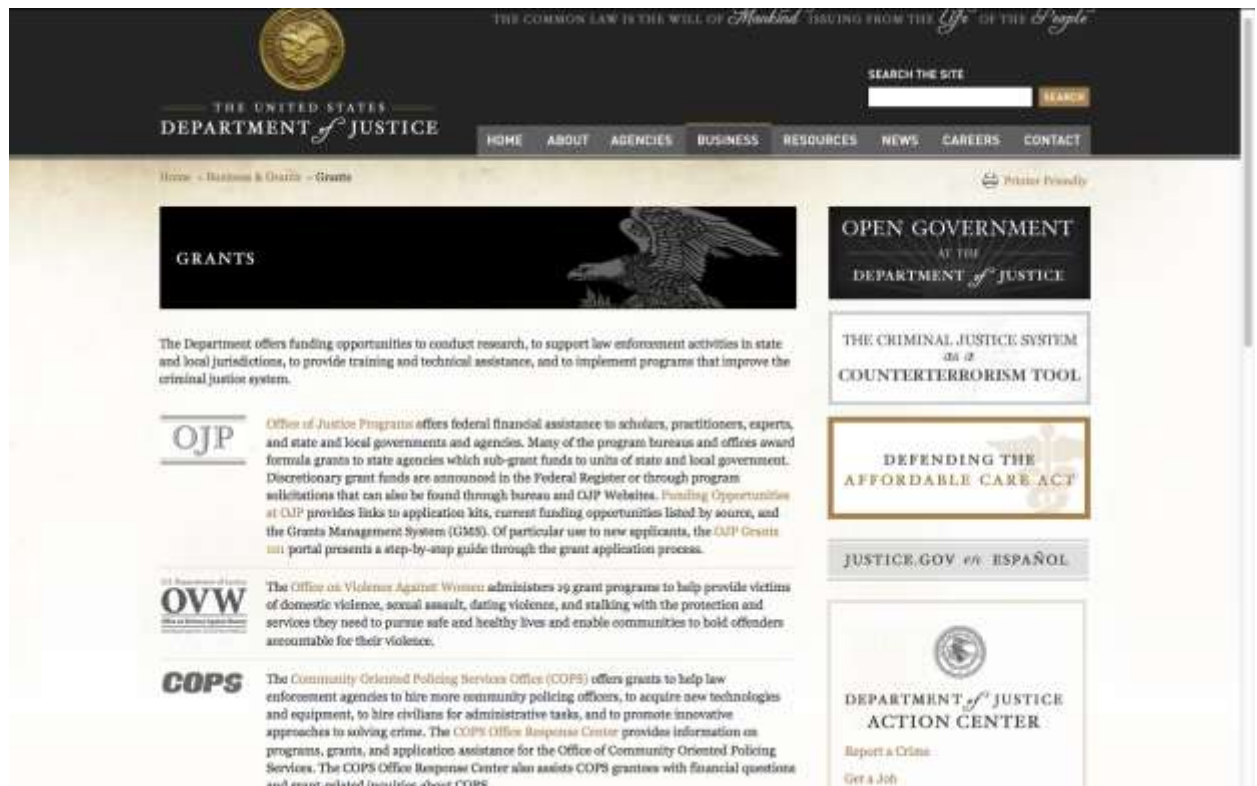 THE COMMON LAW IS THE WILL OF Mankind ISSUING FROM THE Life OF THE People
SEARCH THE SITE
SEARCH
THE UNITED STATES
DEPARTMENT of JUSTICE
HOME ABOUT AGENCIES BUSINESS RESOURCES NEWS CAREERS CONTACT
Home » Business & Grants » Grants
Printer Friendly
GRANTS
The Department offers funding opportunities to conduct research, to support law enforcement activities in state
and local jurisdictions, to provide training and technical assistance, and to implement programs that improve the
criminal justice system.
OJP
Office of Justice Programs offers federal financial assistance to scholars, practitioners, experts,
and state and local governments and agencies. Many of the program bureaus and offices award
formula grants to state agencies which sub-grant funds to units of state and local government.
Discretionary grant funds are announced in the Federal Register or through program
solicitations that can also be found through bureau and OJP Websites. Funding Opportunities
at OJP provides links to application kits, current funding opportunities listed by source, and
the Grants Management System (GMS). Of particular use to new applicants, the OJP Grants
101 portal presents a step-by-step guide through the grant application process.
OVW
The Office on Violence Against Women administers 29 grant programs to help provide victims
of domestic violence, sexual assault, dating violence, and stalking with the protection and
services they need to pursue safe and healthy lives and enable communities to hold offenders
accountable for their violence.
COPS
The Community Oriented Policing Services Office (COPS) offers grants to help law
enforcement agencies to hire more community policing officers, to acquire new technologies
and equipment, to hire civilians for administrative tasks, and to promote innovative
approaches to solving crime. The COPS Office Response Center provides information on
programs, grants, and application assistance for the Office of Community Oriented Policing
Services. The COPS Office Response Center also assists COPS grantees with financial questions
and grant-related inquiries about COPS.
OPEN GOVERNMENT
AT THE
DEPARTMENT of JUSTICE
THE CRIMINAL JUSTICE SYSTEM
as a
COUNTERTERRORISM TOOL
DEFENDING THE
AFFORDABLE CARE ACT
JUSTICE.GOV en ESPAÑOL
DEPARTMENT of JUSTICE
ACTION CENTER
Report a Crime
Get a Job